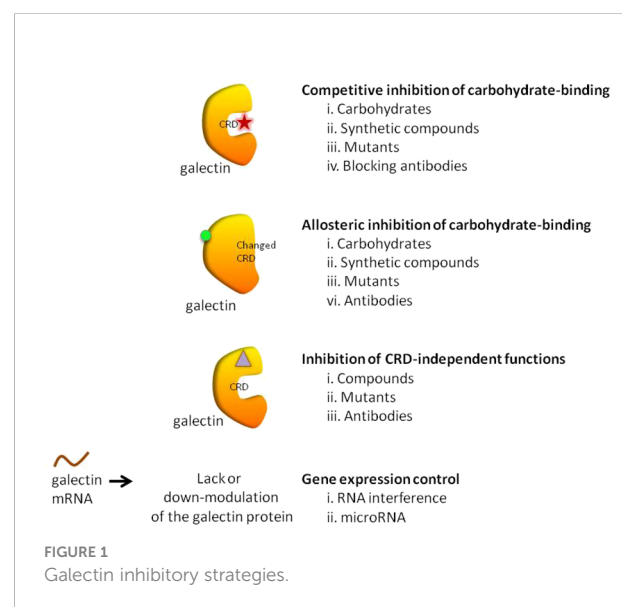 Competitive inhibition of carbohydrate-binding
i. Carbohydrates
ii. Synthetic compounds
iii. Mutants
iv. Blocking antibodies
CRD
galectin
Allosteric inhibition of carbohydrate-binding
i. Carbohydrates
ii. Synthetic compounds
iii. Mutants
vi. Antibodies
Changed
CRD
galectin
Inhibition of CRD-independent functions
i. Compounds
ii. Mutants
iii. Antibodies
CRD
galectin
galectin
mRNA
Lack or
down-modulation
of the galectin protein
Gene expression control
i. RNA interference
ii. microRNA
FIGURE 1
Galectin inhibitory strategies.